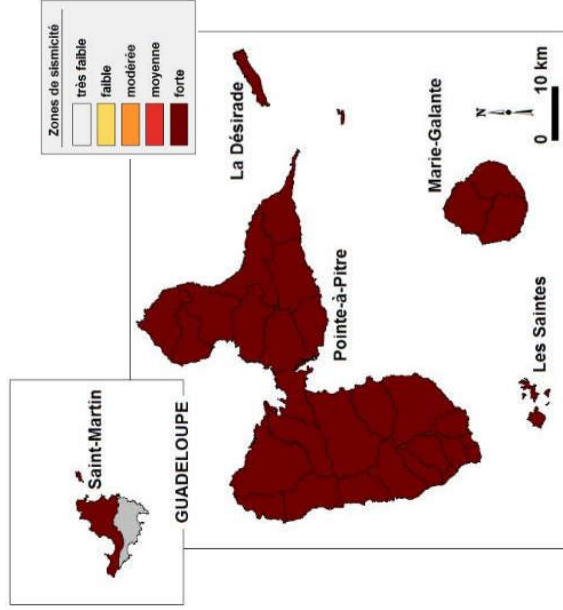 Zones de sismicité
très faible
faible
modérée
moyenne
forte
Saint-Martin
GUADELOUPE
La Désirade
Pointe-à-Pitre
Marie-Galante
Les Saintes
N
0 10 km